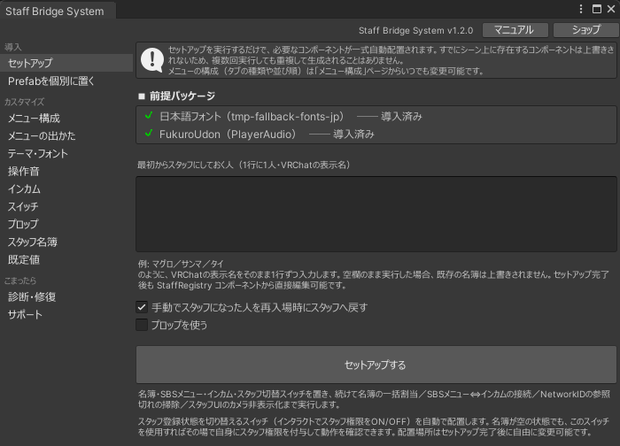 Staff Bridge System
Staff Bridge System v1.2.0
マニュアル
ショップ
導入
セットアップ
Prefabを個別に置く
カスタマイズ
メニュー構成
メニューの出かた
テーマ・フォント
操作音
インカム
スイッチ
プロップ
スタッフ名簿
既定値
こまったら
診断・修復
サポート
セットアップを実行するだけで、必要なコンポーネントが一式自動配置されます。すでにシーン上に存在するコンポーネントは上書きさ
れないため、複数回実行しても重複して生成されることはありません。
メニューの構成（タブの種類や並び順）は「メニュー構成」ページからいつでも変更可能です。
■ 前提パッケージ
日本語フォント（tmp-fallback-fonts-jp） ── 導入済み
FukuroUdon（PlayerAudio） ── 導入済み
最初からスタッフにしておく人（1行に1人・VRChatの表示名）
例: マグロ／サンマ／タイ
のように、VRChatの表示名をそのまま1行ずつ入力します。空欄のまま実行した場合、既存の名簿は上書きされません。セットアップ完了
後も StaffRegistry コンポーネントから直接編集可能です。
手動でスタッフになった人を再入場時にスタッフへ戻す
プロップを使う
セットアップする
名簿・SBSメニュー・インカム・スタッフ切替スイッチを置き、続けて名簿の一括割当／SBSメニュー⇔インカムの接続／NetworkIDの参照
切れの掃除／スタッフUIのカメラ非表示化まで実行します。
スタッフ登録状態を切り替えるスイッチ（インタラクトでスタッフ権限をON/OFF）を自動で配置します。名簿が空の状態でも、このスイッチ
を使用すればその場で自身にスタッフ権限を付与して動作を確認できます。配置場所はセットアップ完了後に自由に変更可能です。